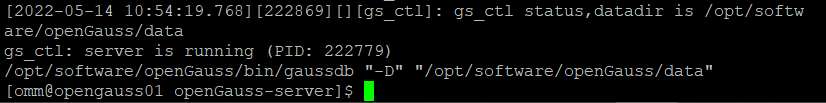 [2022-05-14 10:54:19.768][222869][][gs_ctl]: gs_ctl status,datadir is /opt/softw
are/openGauss/data
gs_ctl: server is running (PID: 222779)
/opt/software/openGauss/bin/gaussdb "-D" "/opt/software/openGauss/data"
[omm@opengauss01 openGauss-server]$